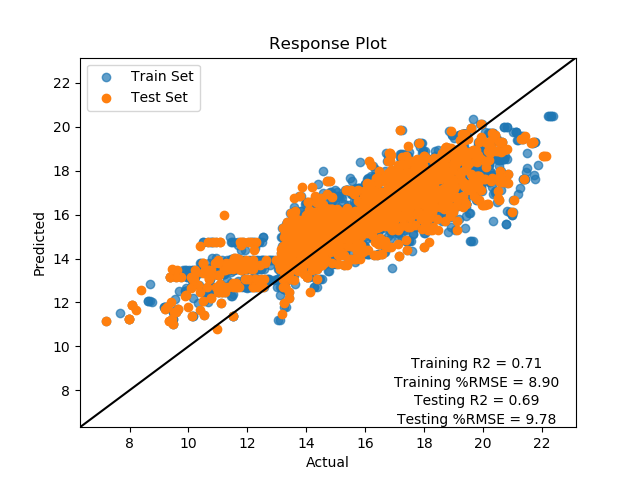 Response Plot
Train Set
Test Set
22
20
18
16
14
12
10
8
Predicted
Training R2 = 0.71
Training %RMSE = 8.90
Testing R2 = 0.69
Testing %RMSE = 9.78
8 10 12 14 16 18 20 22
Actual